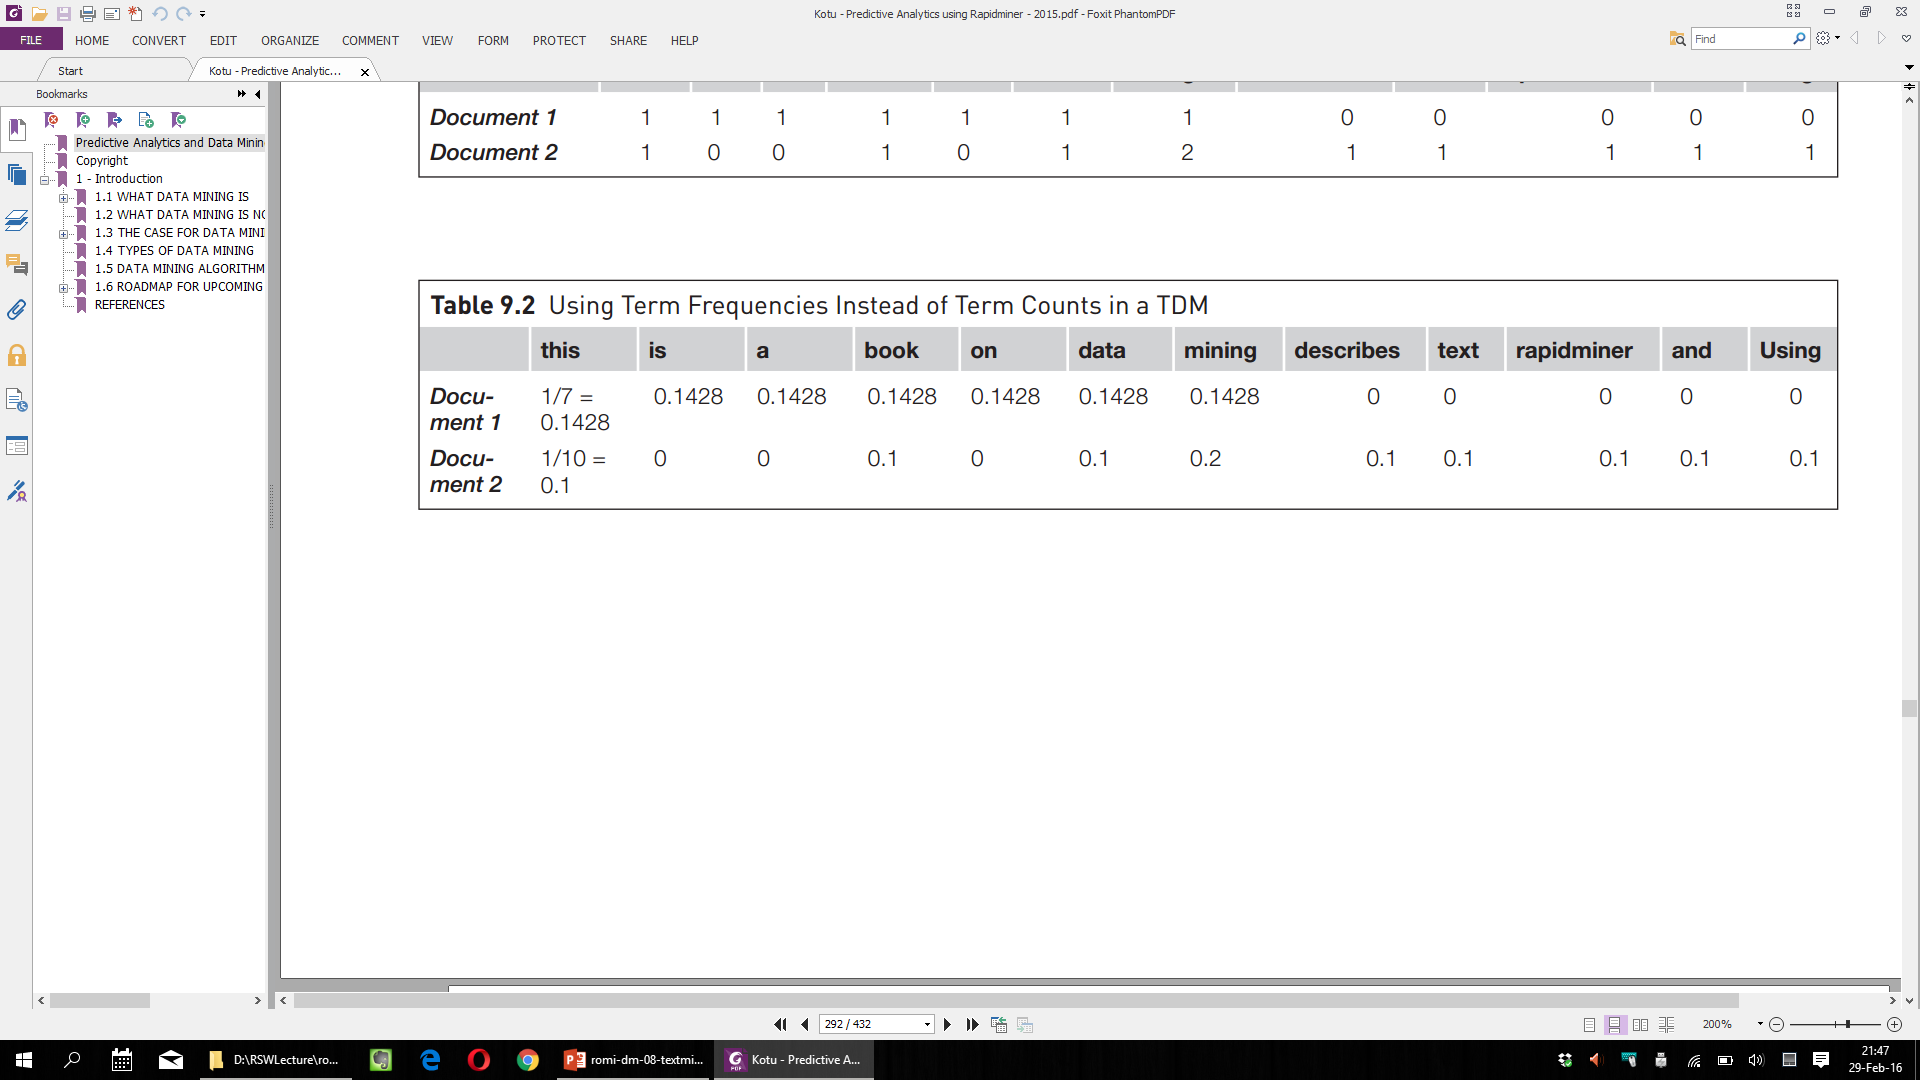 Kotu - Predictive Analytics using Rapidminer - 2015.pdf - Foxit PhantomPDF
FILE HOME CONVERT EDIT ORGANIZE COMMENT VIEW FORM PROTECT SHARE HELP
Find
Start
Kotu - Predictive Analytic...
Bookmarks
Predictive Analytics and Data Minin
Copyright
1 - Introduction
1.1 WHAT DATA MINING IS
1.2 WHAT DATA MINING IS NO
1.3 THE CASE FOR DATA MINI
1.4 TYPES OF DATA MINING
1.5 DATA MINING ALGORITHM
1.6 ROADMAP FOR UPCOMING
REFERENCES
Document 1 1 1 1 1 1 1 1 0 0 0 0 0
Document 2 1 0 0 1 0 1 2 1 1 1 1 1
Table 9.2 Using Term Frequencies Instead of Term Counts in a TDM
this is a book on data mining describes text rapidminer and Using
Docu- 1/7 = 0.1428 0.1428 0.1428 0.1428 0.1428 0.1428 0 0 0 0 0
ment 1 0.1428
Docu- 1/10 = 0 0 0.1 0 0.1 0.2 0.1 0.1 0.1 0.1 0.1
ment 2 0.1
292 / 432
200%
D:\RSWLecture\ro...
romi-dm-08-textmi...
Kotu - Predictive A...
21:47
29-Feb-16